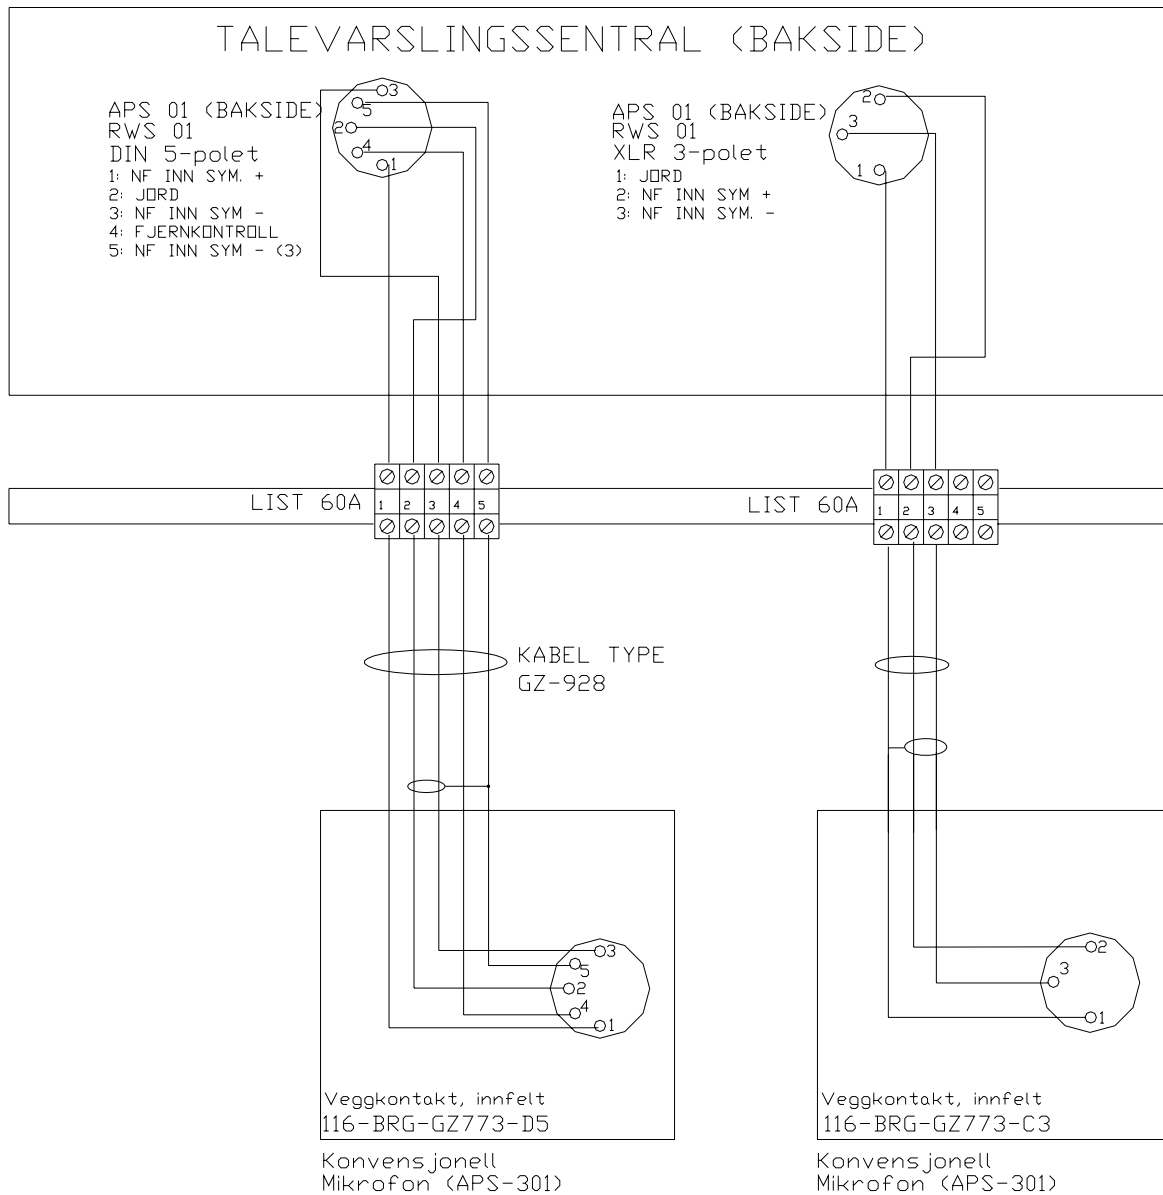 TALEVARSLINGSSENTRAL (BAKSIDE)
APS 01 (BAKSIDE)
RWS 01
DIN 5-polet
1: NF INN SYM. +
2: JORD
3: NF INN SYM -
4: FJERNKONTROLL
5: NF INN SYM - (3)
3
5
2
4
1
APS 01 (BAKSIDE)
RWS 01
XLR 3-polet
1: JORD
2: NF INN SYM +
3: NF INN SYM. -
2
3
1
LIST 60A
1 2 3 4 5
LIST 60A
1 2 3 4 5
KABEL TYPE
GZ-928
3
5
2
4
1
Veggkontakt, innfelt
116-BRG-GZ773-D5
Konvensjonell
Mikrofon (APS-301)
2
3
1
Veggkontakt, innfelt
116-BRG-GZ773-C3
Konvensjonell
Mikrofon (APS-301)